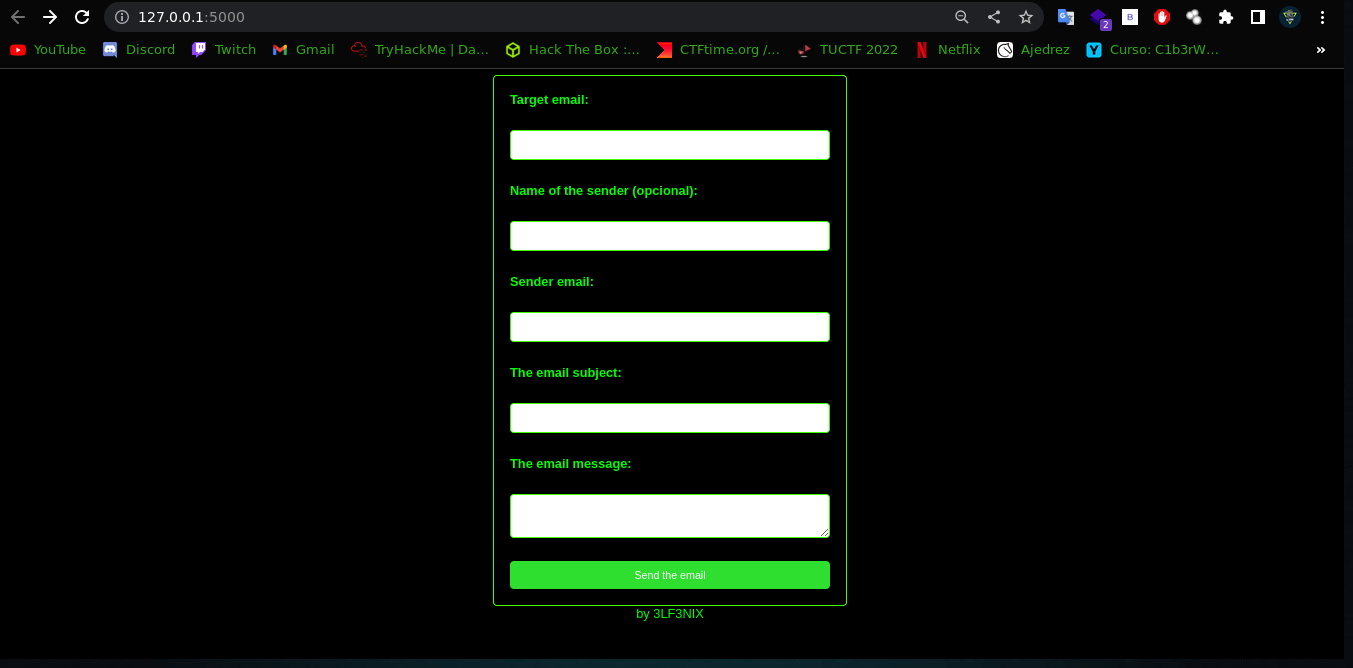 127.0.0.1:5000
2
B
YouTube Discord Twitch Gmail TryHackMe | Da... Hack The Box :... CTFtime.org /... TUCTF 2022 Netflix Ajedrez Y Curso: C1b3rW... »
Target email:
Name of the sender (opcional):
Sender email:
The email subject:
The email message:
Send the email
by 3LF3NIX